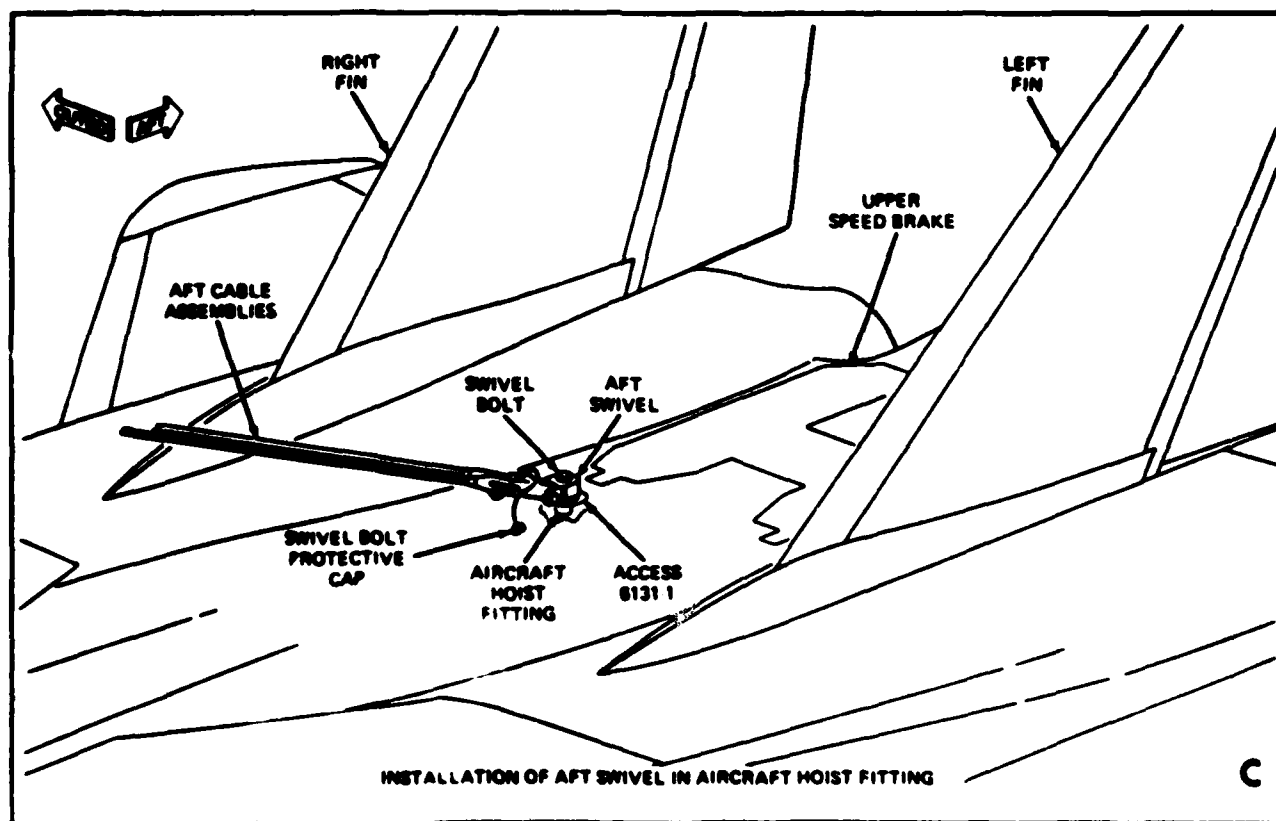 RIGHT
FIN
LEFT
FIN
AFT
UPPER
SPEED BRAKE
AFT CABLE
ASSEMBLIES
SWIVEL
BOLT
AFT
SWIVEL
SWIVEL BOLT
PROTECTIVE
CAP
AIRCRAFT
HOIST
FITTING
ACCESS
6131 1
INSTALLATION OF AFT SWIVEL IN AIRCRAFT HOIST FITTING
C